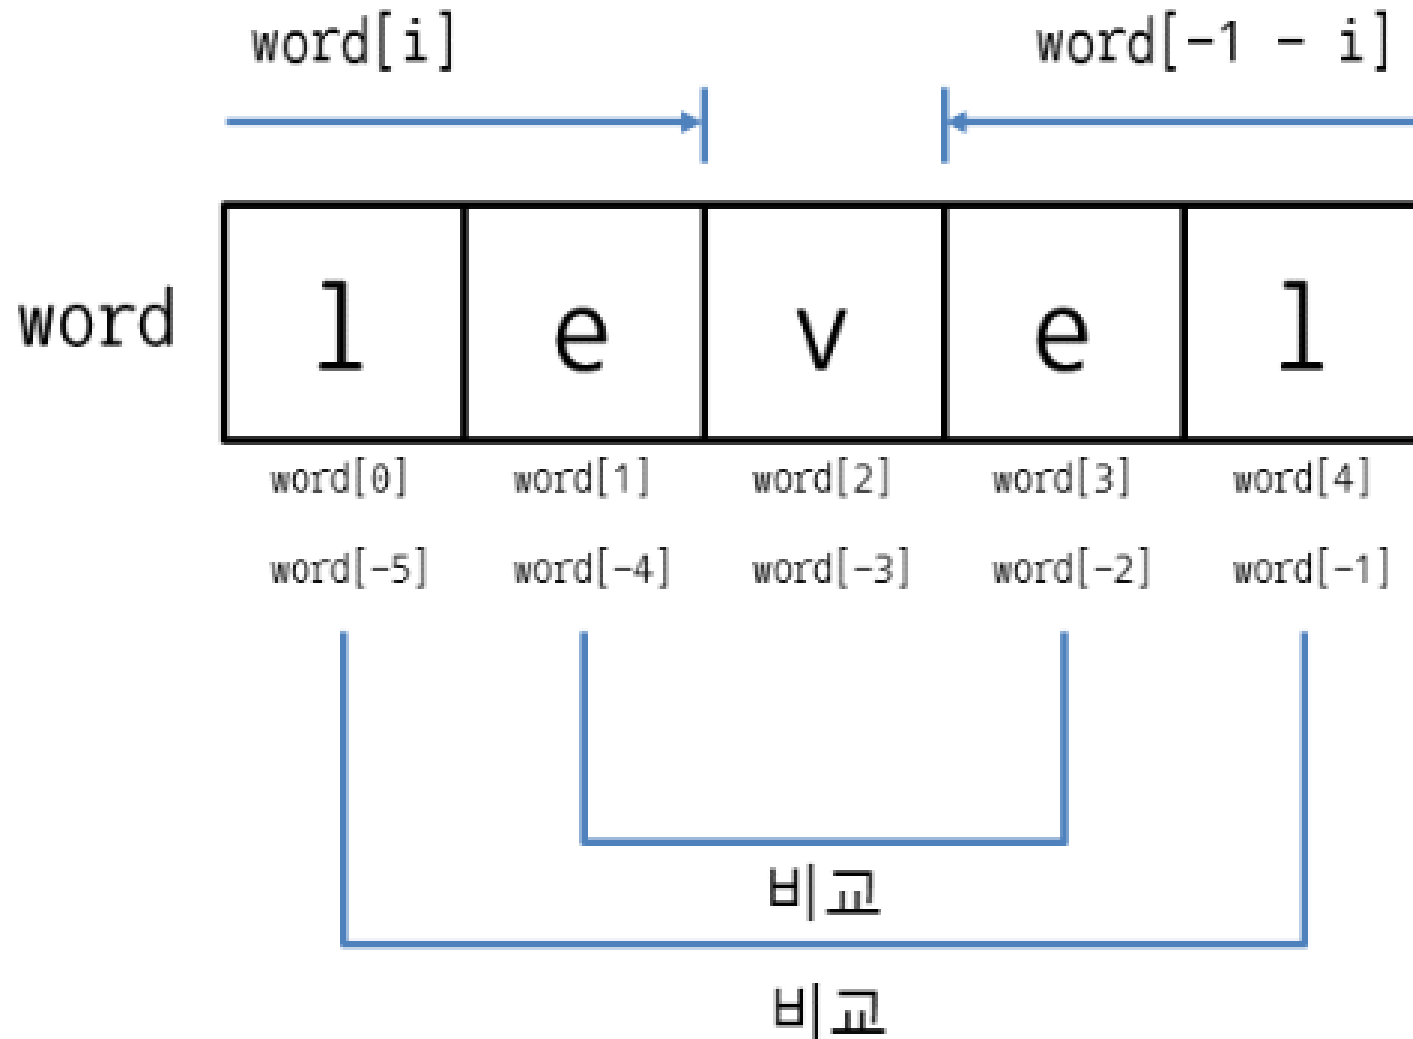 word[i] word[-1 - i]
word l e v e l
word[0] word[1] word[2] word[3] word[4]
word[-5] word[-4] word[-3] word[-2] word[-1]
비교
비교